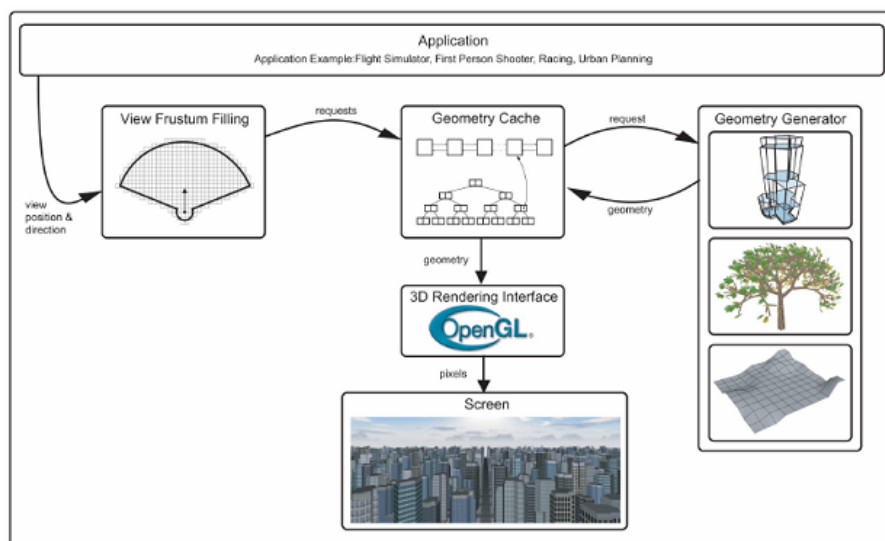 Application
Application Example:Flight Simulator, First Person Shooter, Racing, Urban Planning
View Frustum Filling
requests
Geometry Cache
request
Geometry Generator
view
position &
direction
geometry
geometry
3D Rendering Interface
OpenGL®
pixels
Screen